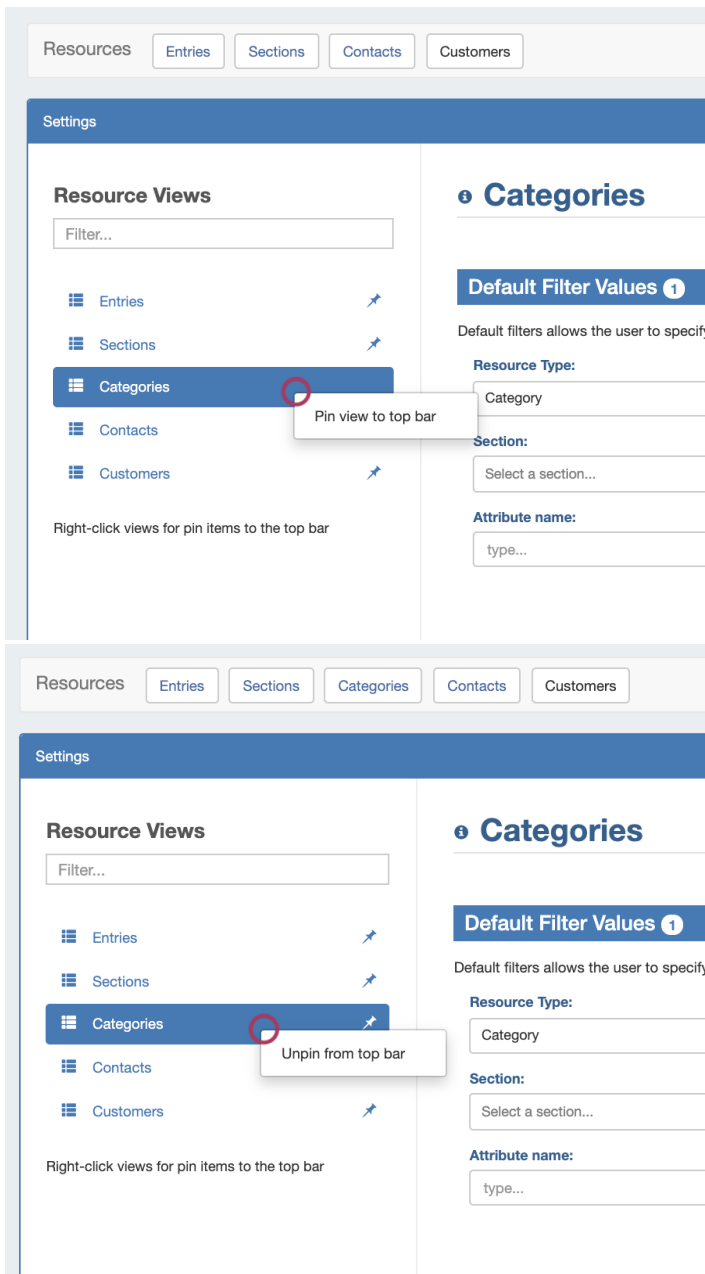 Resources Entries Sections Contacts Customers
Settings
Resource Views
Filter...
Entries
Sections
Categories
Contacts
Customers
Pin view to top bar
Right-click views for pin items to the top bar
Categories
Default Filter Values 1
Default filters allows the user to specify
Resource Type:
Category
Section:
Select a section...
Attribute name:
type...
Resources Entries Sections Categories Contacts Customers
Settings
Resource Views
Filter...
Entries
Sections
Categories
Contacts
Customers
Unpin from top bar
Right-click views for pin items to the top bar
Categories
Default Filter Values 1
Default filters allows the user to specify
Resource Type:
Category
Section:
Select a section...
Attribute name:
type...